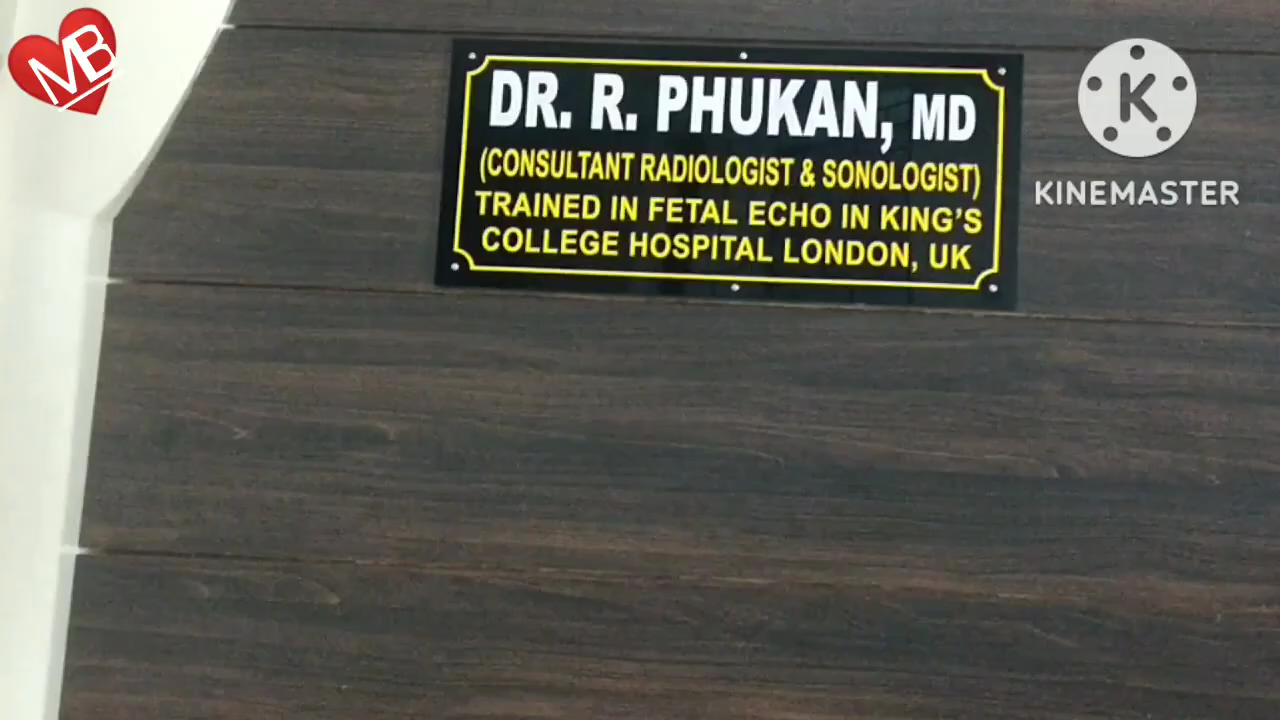 MB
DR. R. PHUKAN, MD
(CONSULTANT RADIOLOGIST & SONOLOGIST)
TRAINED IN FETAL ECHO IN KING'S
COLLEGE HOSPITAL LONDON, UK
K
KINEMASTER